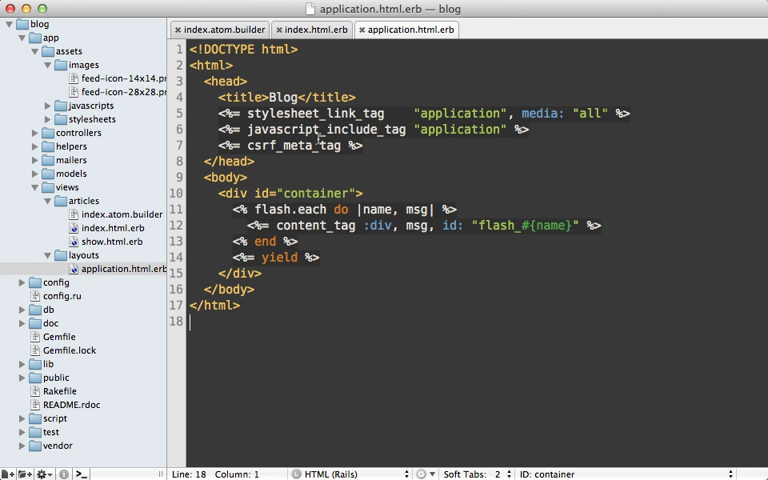 application.html.erb — blog
index.atom.builder
index.html.erb
application.html.erb
blog
app
assets
images
feed-icon-14x14.pr
feed-icon-28x28.pr
javascripts
stylesheets
controllers
helpers
mailers
models
views
articles
index.atom.builder
index.html.erb
show.html.erb
layouts
application.html.erb
config
config.ru
db
doc
Gemfile
Gemfile.lock
lib
public
Rakefile
README.rdoc
script
test
vendor
1 <!DOCTYPE html>
2 <html>
3 <head>
4 <title>Blog</title>
5 <%= stylesheet_link_tag    "application", media: "all" %>
6 <%= javascript_include_tag "application" %>
7 <%= csrf_meta_tag %>
8 </head>
9 <body>
10 <div id="container">
11 <% flash.each do |name, msg| %>
12 <%= content_tag :div, msg, id: "flash_#{name}" %>
13 <% end %>
14 <%= yield %>
15 </div>
16 </body>
17 </html>
18
Line: 18 Column: 1 HTML (Rails) Soft Tabs: 2 ID: container